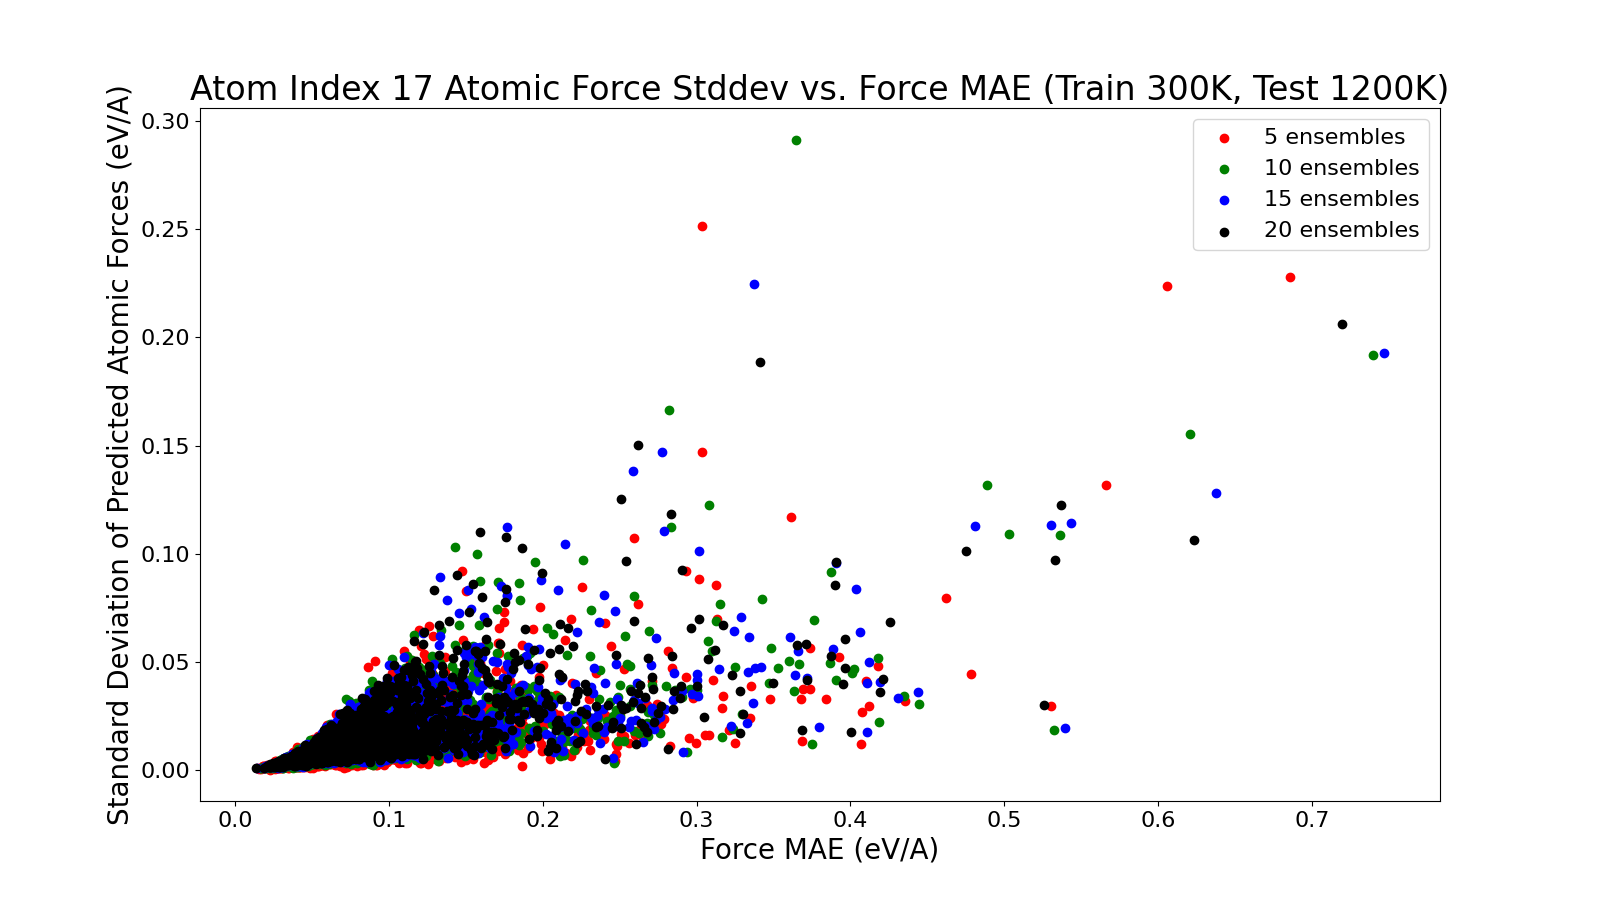 Atom Index 17 Atomic Force Stddev vs. Force MAE (Train 300K, Test 1200K)
Standard Deviation of Predicted Atomic Forces (eV/A)
0.30
0.25
0.20
0.15
0.10
0.05
0.00
5 ensembles
10 ensembles
15 ensembles
20 ensembles
0.0 0.1 0.2 0.3 0.4 0.5 0.6 0.7
Force MAE (eV/A)